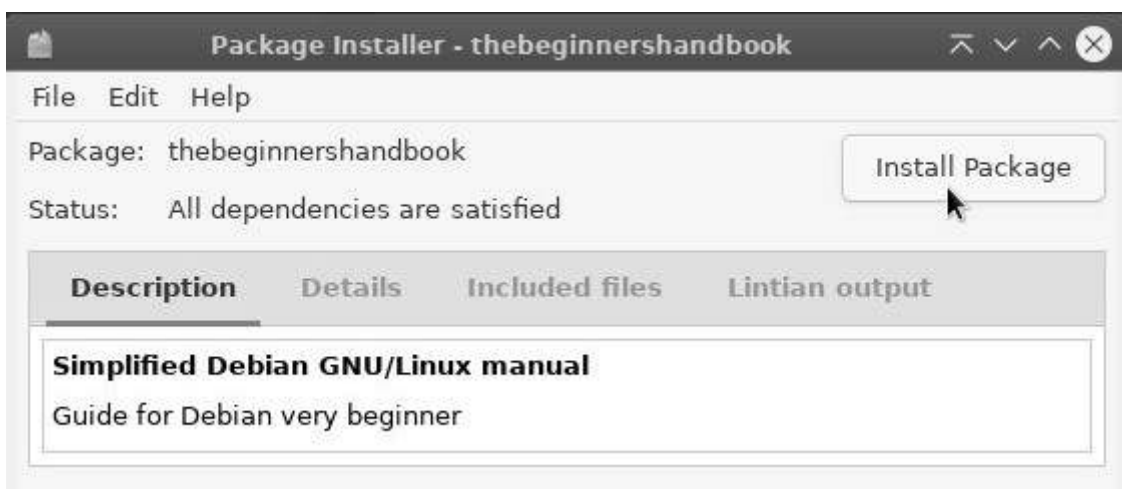 Package Installer - thebeginnershandbook
File Edit Help
Package: thebeginnershandbook
Install Package
Status: All dependencies are satisfied
Description Details Included files Lintian output
Simplified Debian GNU/Linux manual
Guide for Debian very beginner